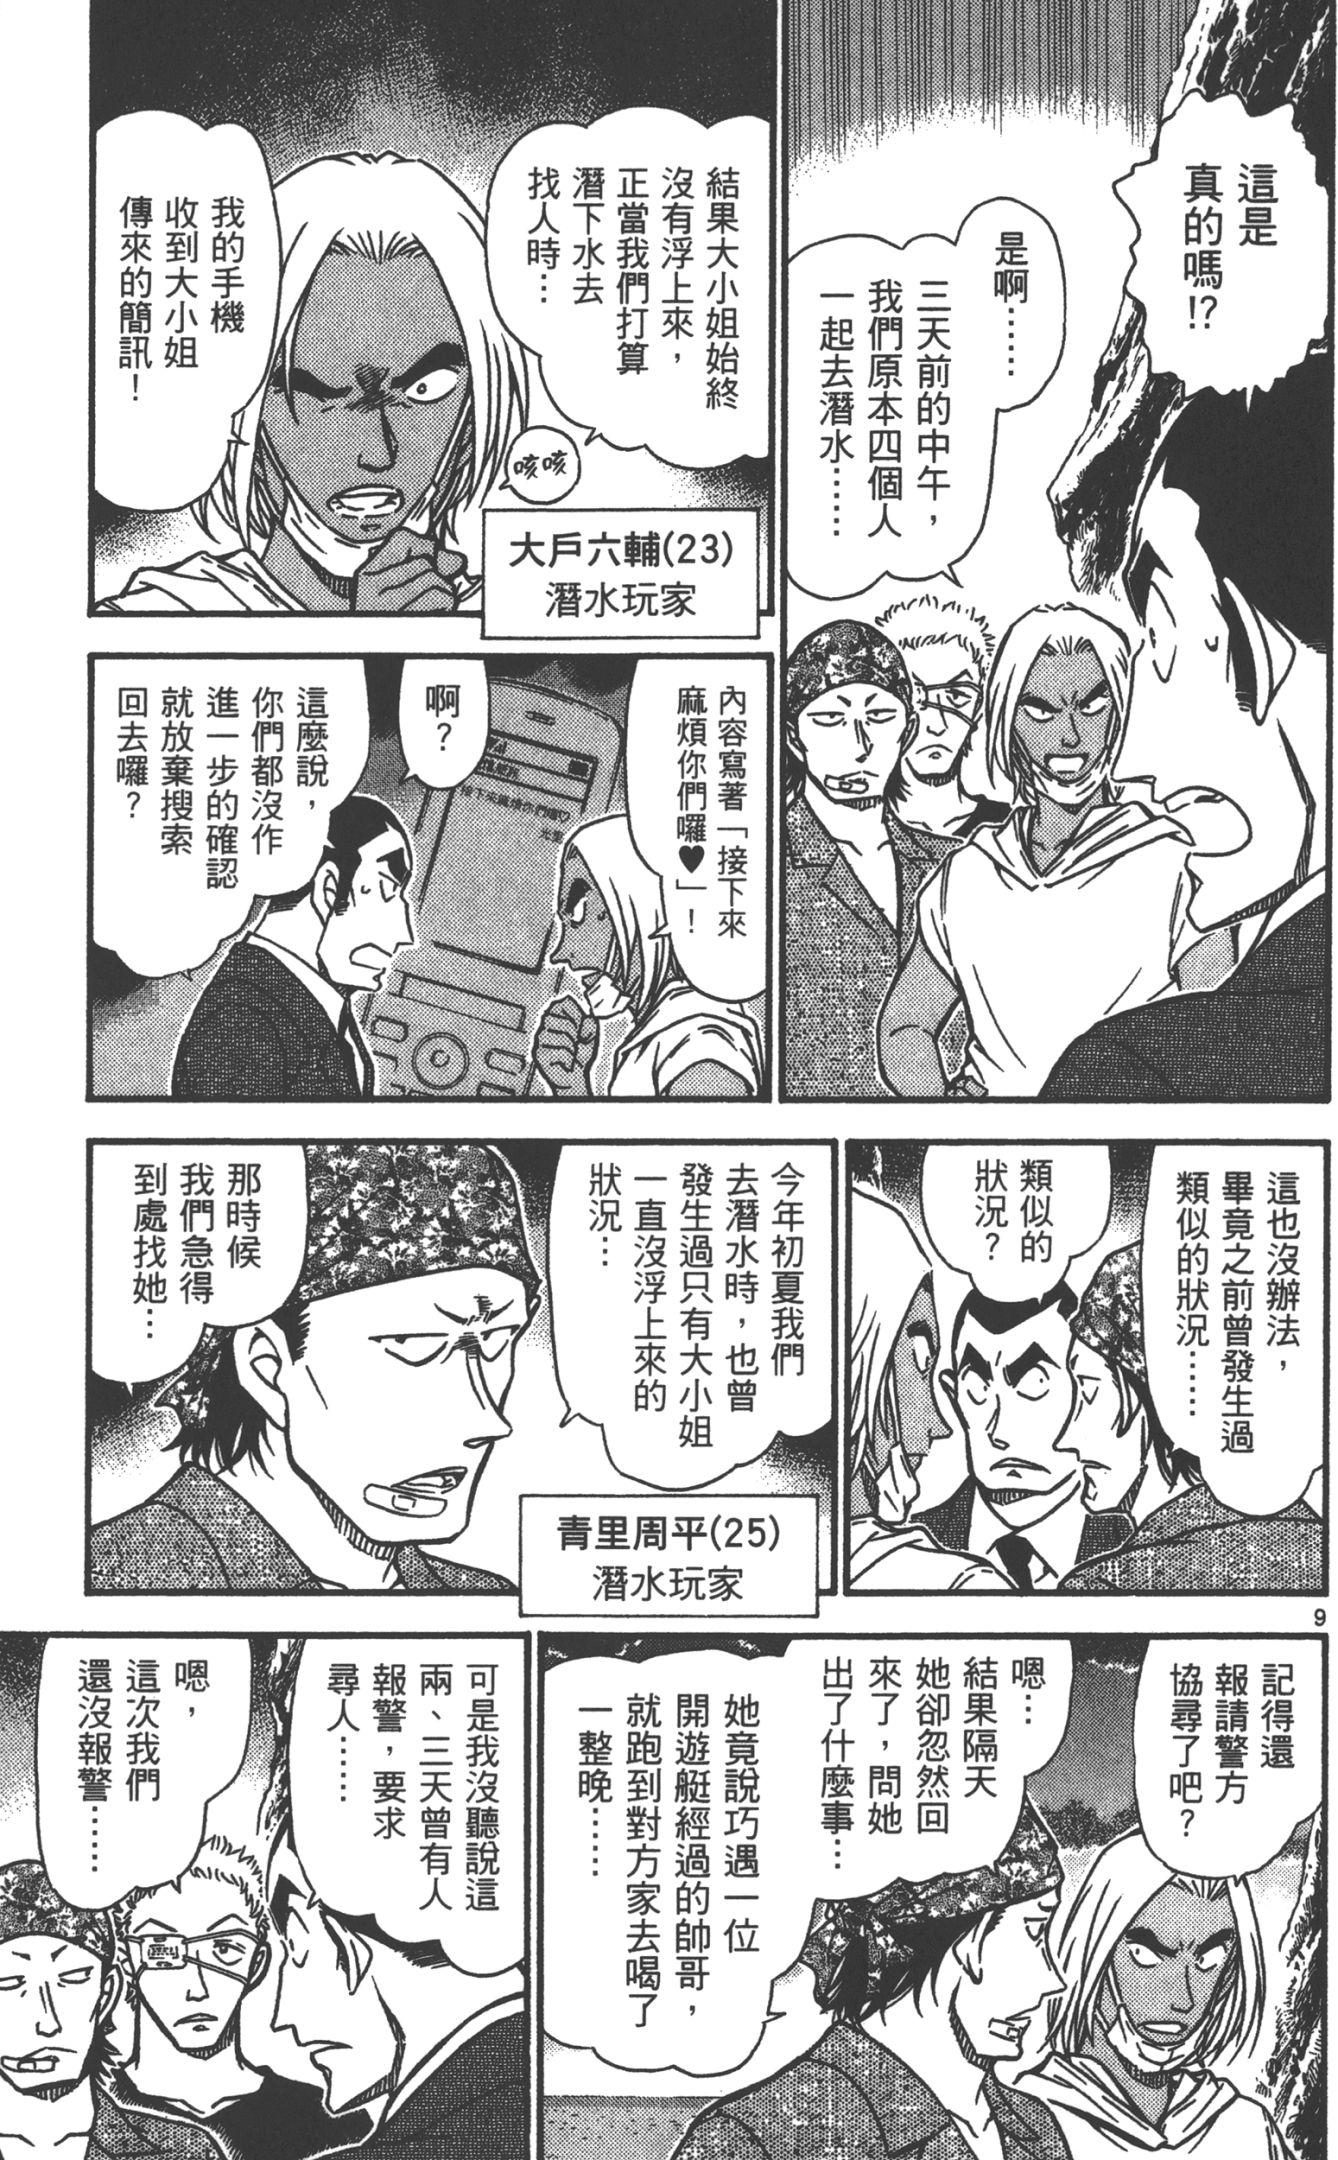 這是
真的嗎!?
是啊……
三天前的中午，
我們原本四個人
一起去潛水……
結果大小姐始終
沒有浮上來，
正當我們打算
潛下水去
找人時…
咳咳
我的手機
收到大小姐
傳來的簡訊！
大戶六輔(23)
潛水玩家
內容寫著「接下來
麻煩你們囉♥」！
接下來麻煩你們囉♡
啊？
這麼說，
你們都沒作
進一步的確認
就放棄搜索
回去囉？
這也沒辦法，
畢竟之前曾發生過
類似的狀況……
類似的
狀況？
今年初夏我們
去潛水時，也曾
發生過只有大小姐
一直沒浮上來的
狀況…
那時候
我們急得
到處找她…
青里周平(25)
潛水玩家
9
記得還
報請警方
協尋了吧？
嗯…
結果隔天
她卻忽然回
來了，問她
出了什麼事…
她竟說巧遇一位
開遊艇經過的帥哥，
就跑到對方家去喝了
一整晚……
可是我沒聽說這
兩、三天曾有人
報警，要求
尋人……
嗯，
這次我們
還沒報警……